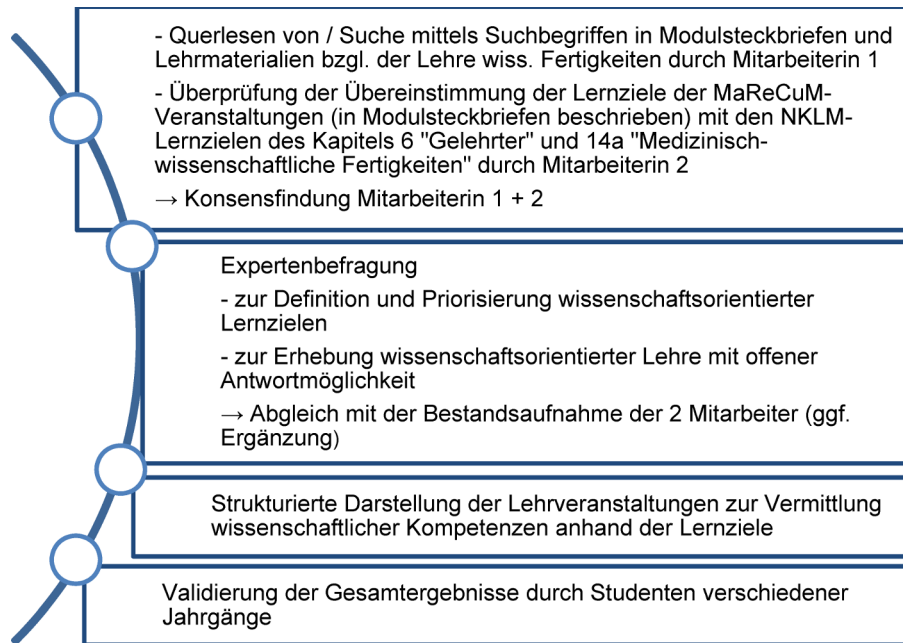 - Querlesen von / Suche mittels Suchbegriffen in Modulsteckbriefen und
Lehrmaterialien bzgl. der Lehre wiss. Fertigkeiten durch Mitarbeiterin 1
- Überprüfung der Übereinstimmung der Lernziele der MaReCuM-
Veranstaltungen (in Modulsteckbriefen beschrieben) mit den NKLM-
Lernzielen des Kapitels 6 "Gelehrter" und 14a "Medizinisch-
wissenschaftliche Fertigkeiten" durch Mitarbeiterin 2
→ Konsensfindung Mitarbeiterin 1 + 2
Expertenbefragung
- zur Definition und Priorisierung wissenschaftsorientierter
Lernzielen
- zur Erhebung wissenschaftsorientierter Lehre mit offener
Antwortmöglichkeit
→ Abgleich mit der Bestandsaufnahme der 2 Mitarbeiter (ggf.
Ergänzung)
Strukturierte Darstellung der Lehrveranstaltungen zur Vermittlung
wissenschaftlicher Kompetenzen anhand der Lernziele
Validierung der Gesamtergebnisse durch Studenten verschiedener
Jahrgänge